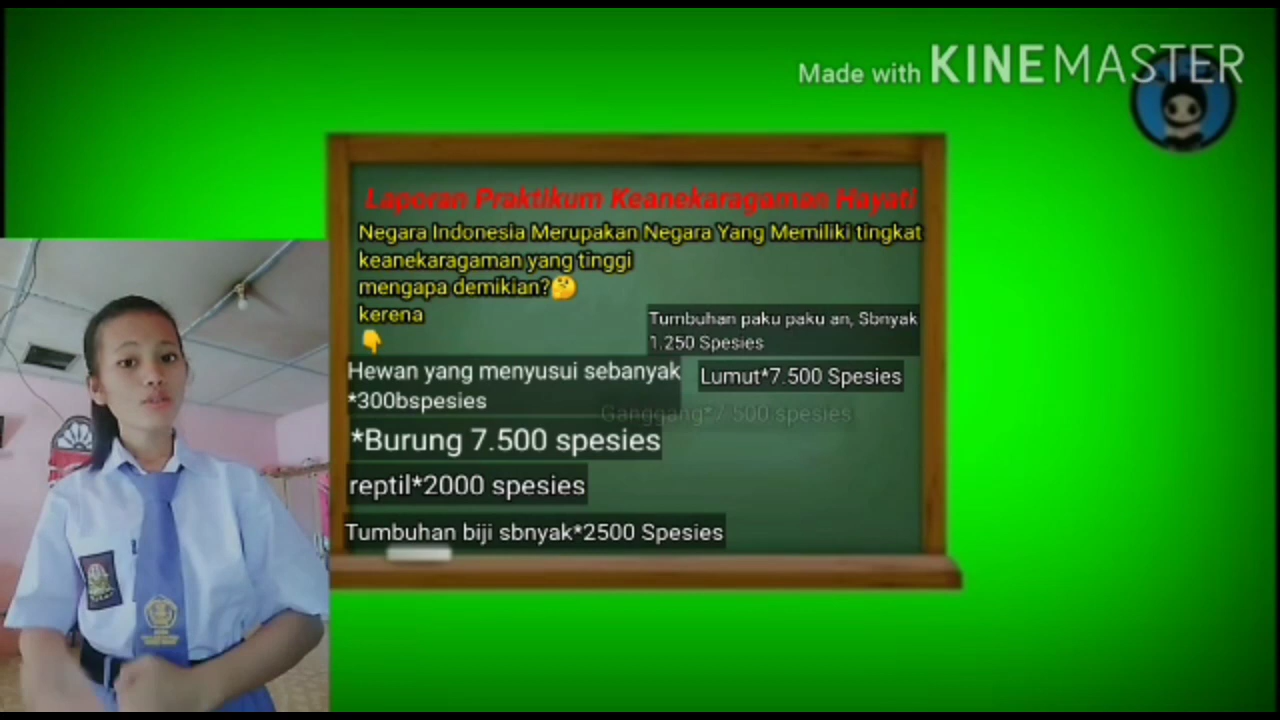 Made with KINEMASTER
Laporan Praktikum Keanekaragaman Hayati
Negara Indonesia Merupakan Negara Yang Memiliki tingkat
keanekaragaman yang tinggi
mengapa demikian?🤔
kerena
👇
Tumbuhan paku paku an, Sbnyak
1.250 Spesies
Hewan yang menyusui sebanyak
*300bspesies
Lumut*7.500 Spesies
Ganggang*7.500 spesies
*Burung 7.500 spesies
reptil*2000 spesies
Tumbuhan biji sbnyak*2500 Spesies